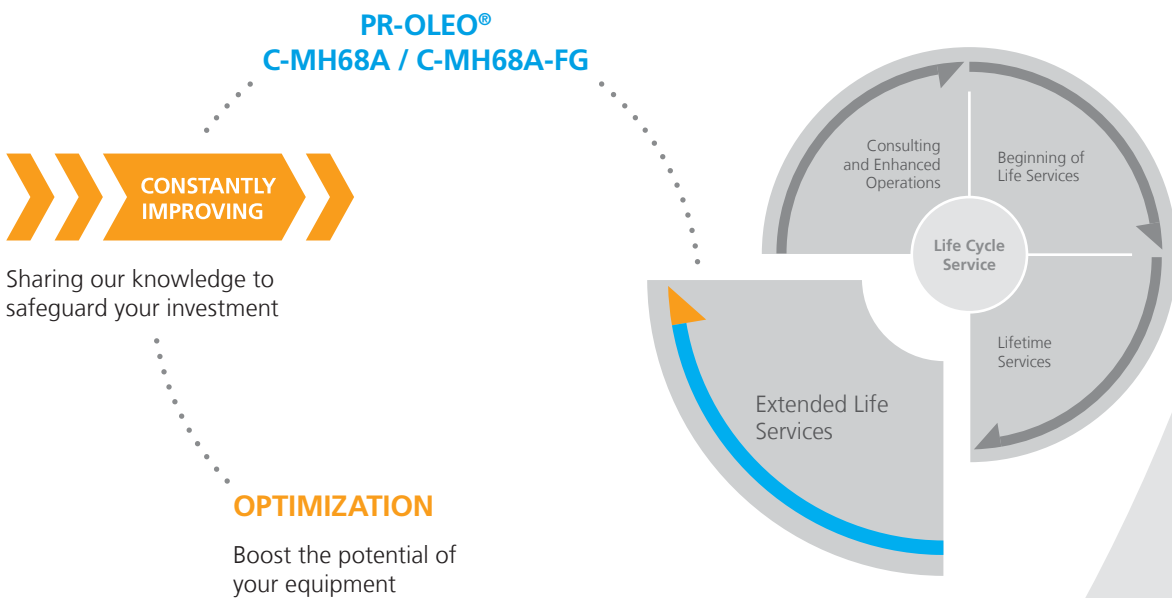 PR-OLEO®
C-MH68A / C-MH68A-FG
CONSTANTLY
IMPROVING
Sharing our knowledge to
safeguard your investment
OPTIMIZATION
Boost the potential of
your equipment
Consulting
and Enhanced
Operations
Beginning of
Life Services
Life Cycle
Service
Lifetime
Services
Extended Life
Services